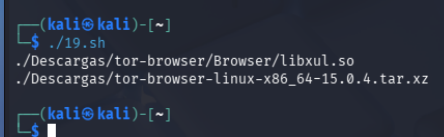 ┌──(kali㉿kali)-[~]
└─$ ./19.sh
./Descargas/tor-browser/Browser/libxul.so
./Descargas/tor-browser-linux-x86_64-15.0.4.tar.xz
┌──(kali㉿kali)-[~]
└─$